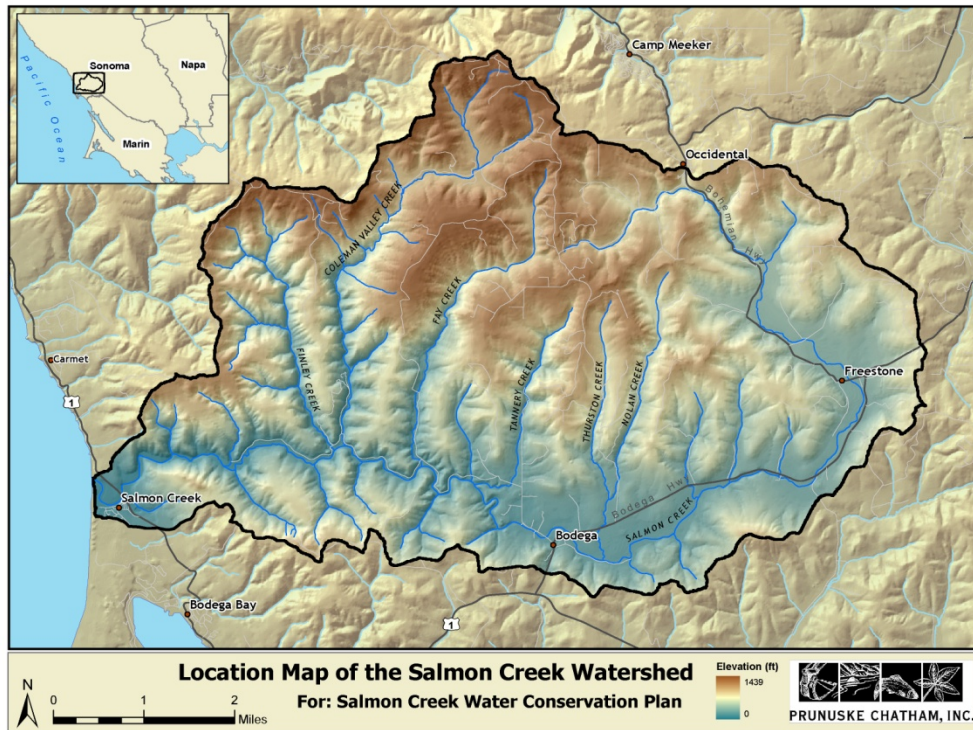 Pacific Ocean
Sonoma
Napa
Marin
Camp Meeker
Occidental
Bohemian Hwy
COLEMAN VALLEY CREEK
FAY CREEK
FINLEY CREEK
TANNERY CREEK
THURSTON CREEK
NOLAN CREEK
Carmet
1
Freestone
Salmon Creek
Bodega Hwy
SALMON CREEK
Bodega
Bodega Bay
1
N
0 1 2
Miles
Location Map of the Salmon Creek Watershed
For: Salmon Creek Water Conservation Plan
Elevation (ft)
1439
0
PRUNUSKE CHATHAM, INC.